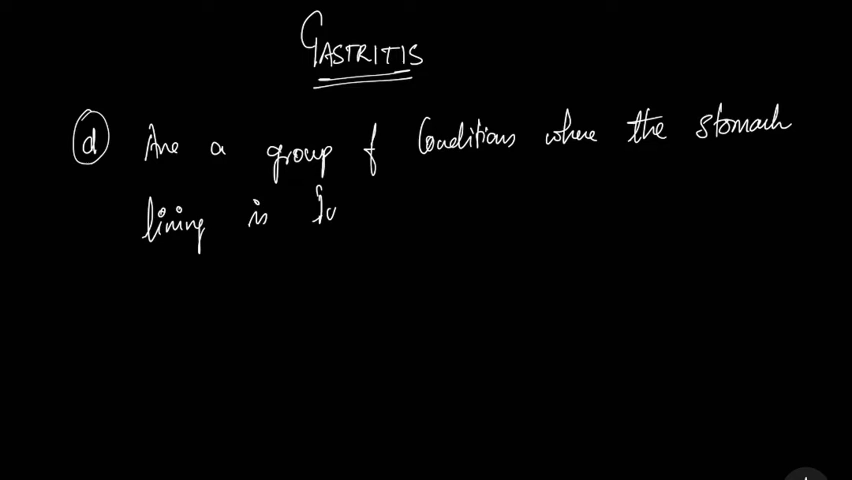 GASTRITIS
d Are a group of Conditions where the stomach
lining is